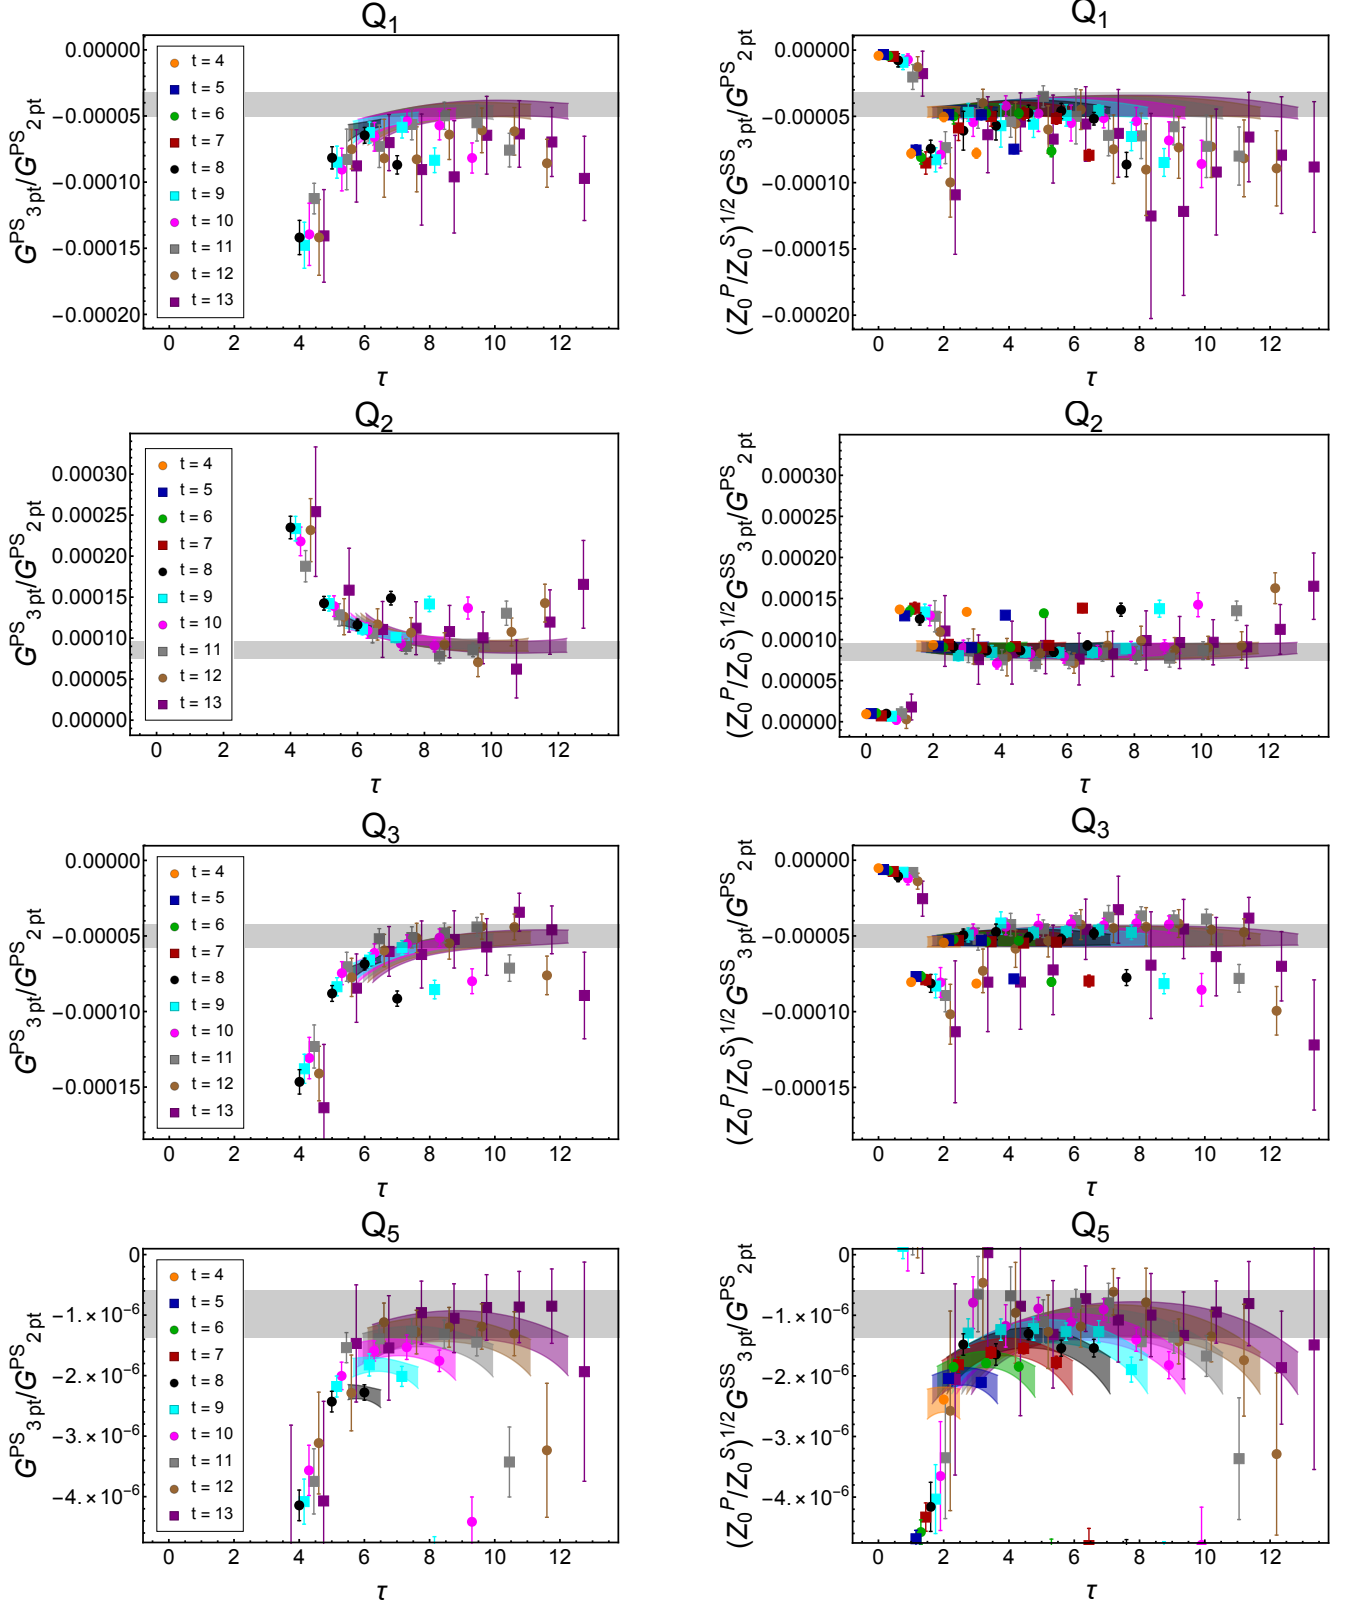 Q1
G^PS_3pt/G^PS_2pt
0.00000
−0.00005
−0.00010
−0.00015
−0.00020
t = 4
t = 5
t = 6
t = 7
t = 8
t = 9
t = 10
t = 11
t = 12
t = 13
0 2 4 6 8 10 12
τ
Q1
(Z0^P/Z0^S)^1/2 G^SS_3pt/G^PS_2pt
0.00000
−0.00005
−0.00010
−0.00015
−0.00020
0 2 4 6 8 10 12
τ
Q2
G^PS_3pt/G^PS_2pt
0.00030
0.00025
0.00020
0.00015
0.00010
0.00005
0.00000
t = 4
t = 5
t = 6
t = 7
t = 8
t = 9
t = 10
t = 11
t = 12
t = 13
0 2 4 6 8 10 12
τ
Q2
(Z0^P/Z0^S)^1/2 G^SS_3pt/G^PS_2pt
0.00030
0.00025
0.00020
0.00015
0.00010
0.00005
0.00000
0 2 4 6 8 10 12
τ
Q3
G^PS_3pt/G^PS_2pt
0.00000
−0.00005
−0.00010
−0.00015
t = 4
t = 5
t = 6
t = 7
t = 8
t = 9
t = 10
t = 11
t = 12
t = 13
0 2 4 6 8 10 12
τ
Q3
(Z0^P/Z0^S)^1/2 G^SS_3pt/G^PS_2pt
0.00000
−0.00005
−0.00010
−0.00015
0 2 4 6 8 10 12
τ
Q5
G^PS_3pt/G^PS_2pt
0
−1.×10^−6
−2.×10^−6
−3.×10^−6
−4.×10^−6
t = 4
t = 5
t = 6
t = 7
t = 8
t = 9
t = 10
t = 11
t = 12
t = 13
0 2 4 6 8 10 12
τ
Q5
(Z0^P/Z0^S)^1/2 G^SS_3pt/G^PS_2pt
0
−1.×10^−6
−2.×10^−6
−3.×10^−6
−4.×10^−6
0 2 4 6 8 10 12
τ